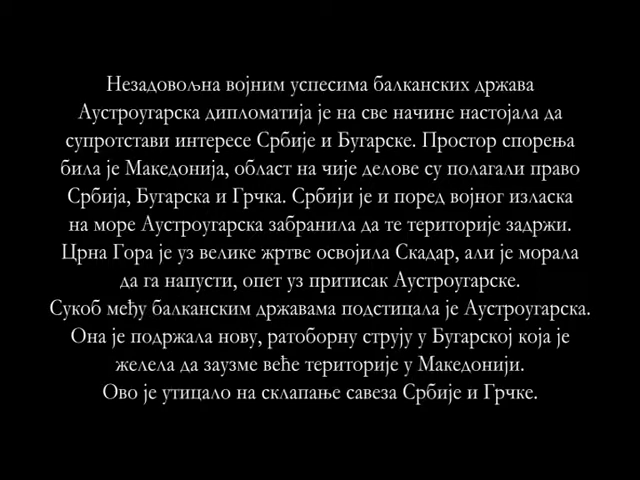 Незадовољна војним успесима балканских држава
Аустроугарска дипломатија је на све начине настојала да
супротстави интересе Србије и Бугарске. Простор спорења
била је Македонија, област на чије делове су полагали право
Србија, Бугарска и Грчка. Србији је и поред војног изласка
на море Аустроугарска забранила да те територије задржи.
Црна Гора је уз велике жртве освојила Скадар, али је морала
да га напусти, опет уз притисак Аустроугарске.
Сукоб међу балканским државама подстицала је Аустроугарска.
Она је подржала нову, ратоборну струју у Бугарској која је
желела да заузме веће територије у Македонији.
Ово је утицало на склапање савеза Србије и Грчке.